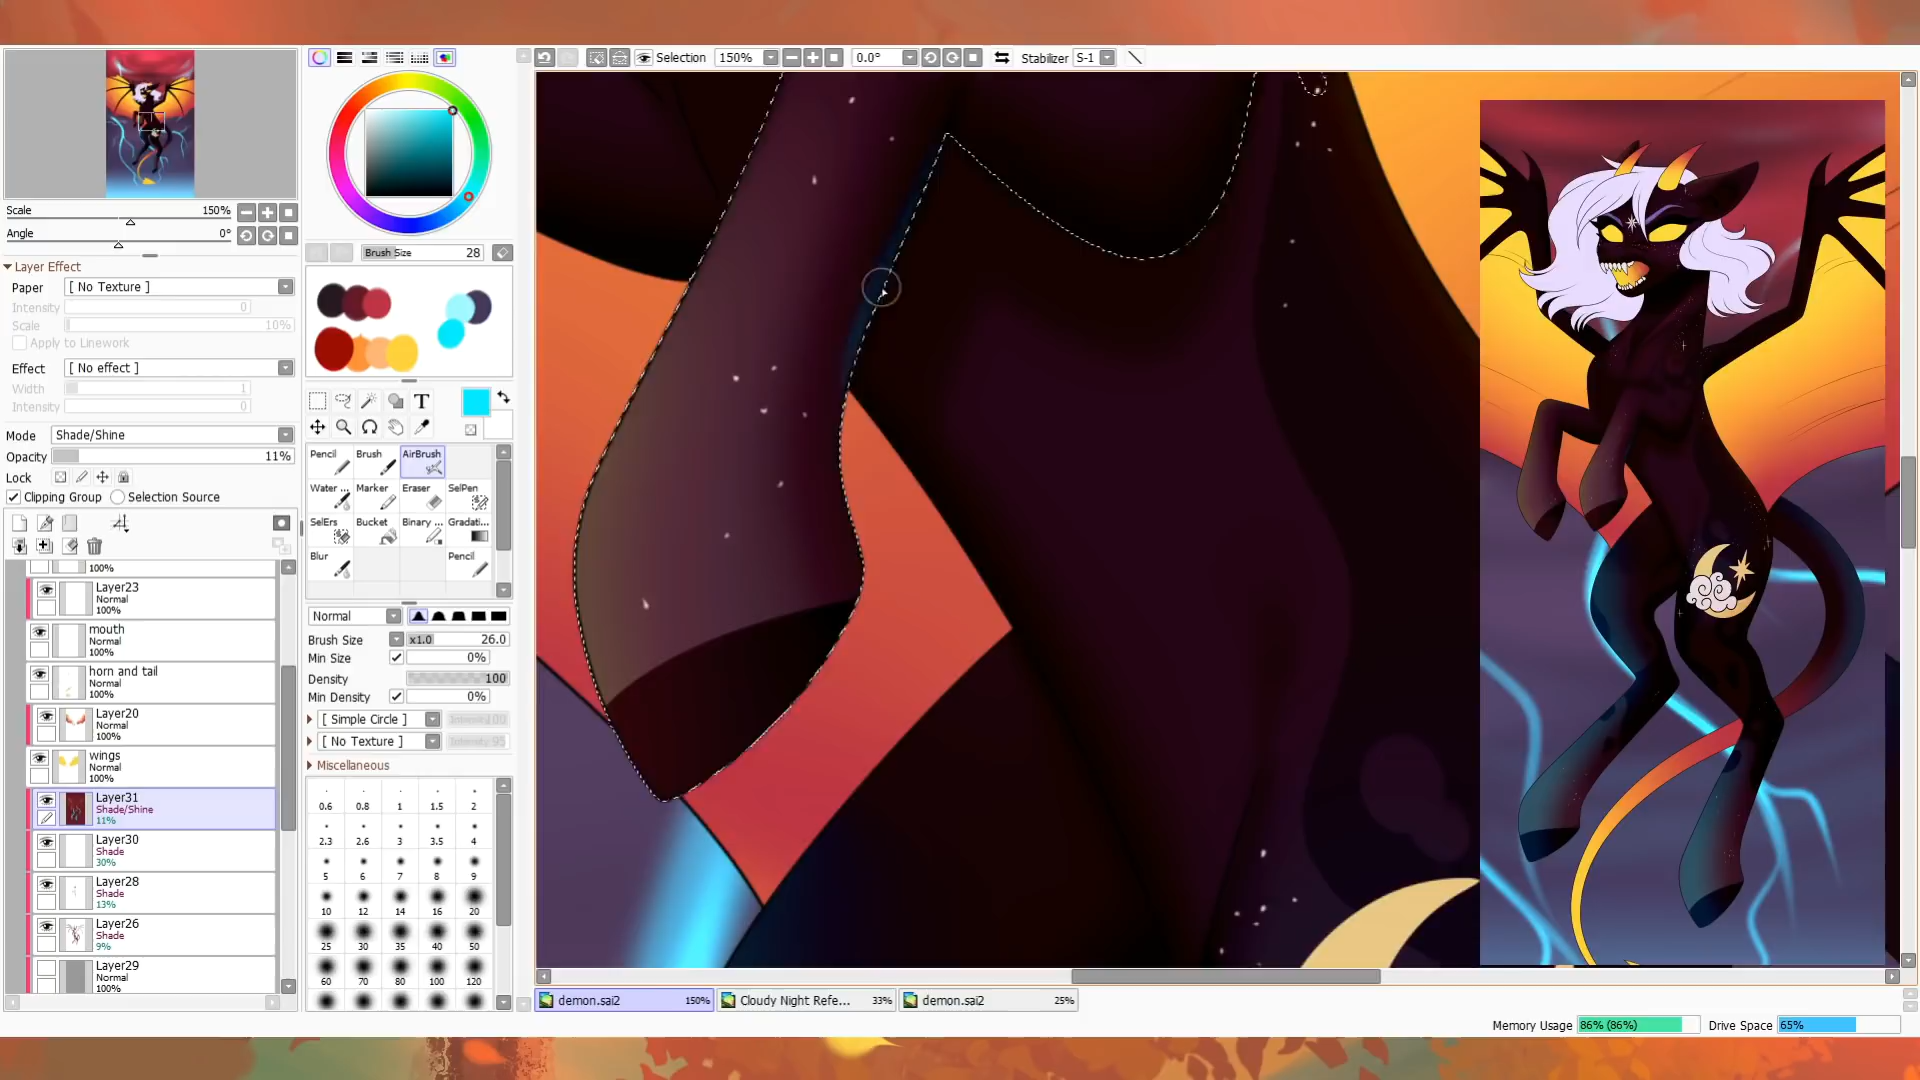 Selection 150% 0.0° Stabilizer S-1
Scale 150%
Angle 0°
Layer Effect
Paper [ No Texture ]
Intensity 0
Scale 10%
Apply to Linework
Effect [ No effect ]
Width 1
Intensity 0
Mode Shade/Shine
Opacity 11%
Lock
Clipping Group Selection Source
100%
Layer23
Normal
100%
mouth
Normal
100%
horn and tail
Normal
100%
Layer20
Normal
100%
wings
Normal
100%
Layer31
Shade/Shine
11%
Layer30
Shade
30%
Layer28
Shade
13%
Layer26
Shade
9%
Layer29
Normal
100%
Brush Size 28
T
Pencil Brush AirBrush
Water ... Marker Eraser SelPen
SelErs Bucket Binary ... Gradati...
Blur Pencil
Normal
Brush Size x1.0 26.0
Min Size 0%
Density 100
Min Density 0%
[ Simple Circle ]
[ No Texture ] Intensity 95
Miscellaneous
0.6 0.8 1 1.5 2
2.3 2.6 3 3.5 4
5 6 7 8 9
10 12 14 16 20
25 30 35 40 50
60 70 80 100 120
demon.sai2 150% Cloudy Night Refe... 33% demon.sai2 25%
Memory Usage 86% (86%) Drive Space 65%